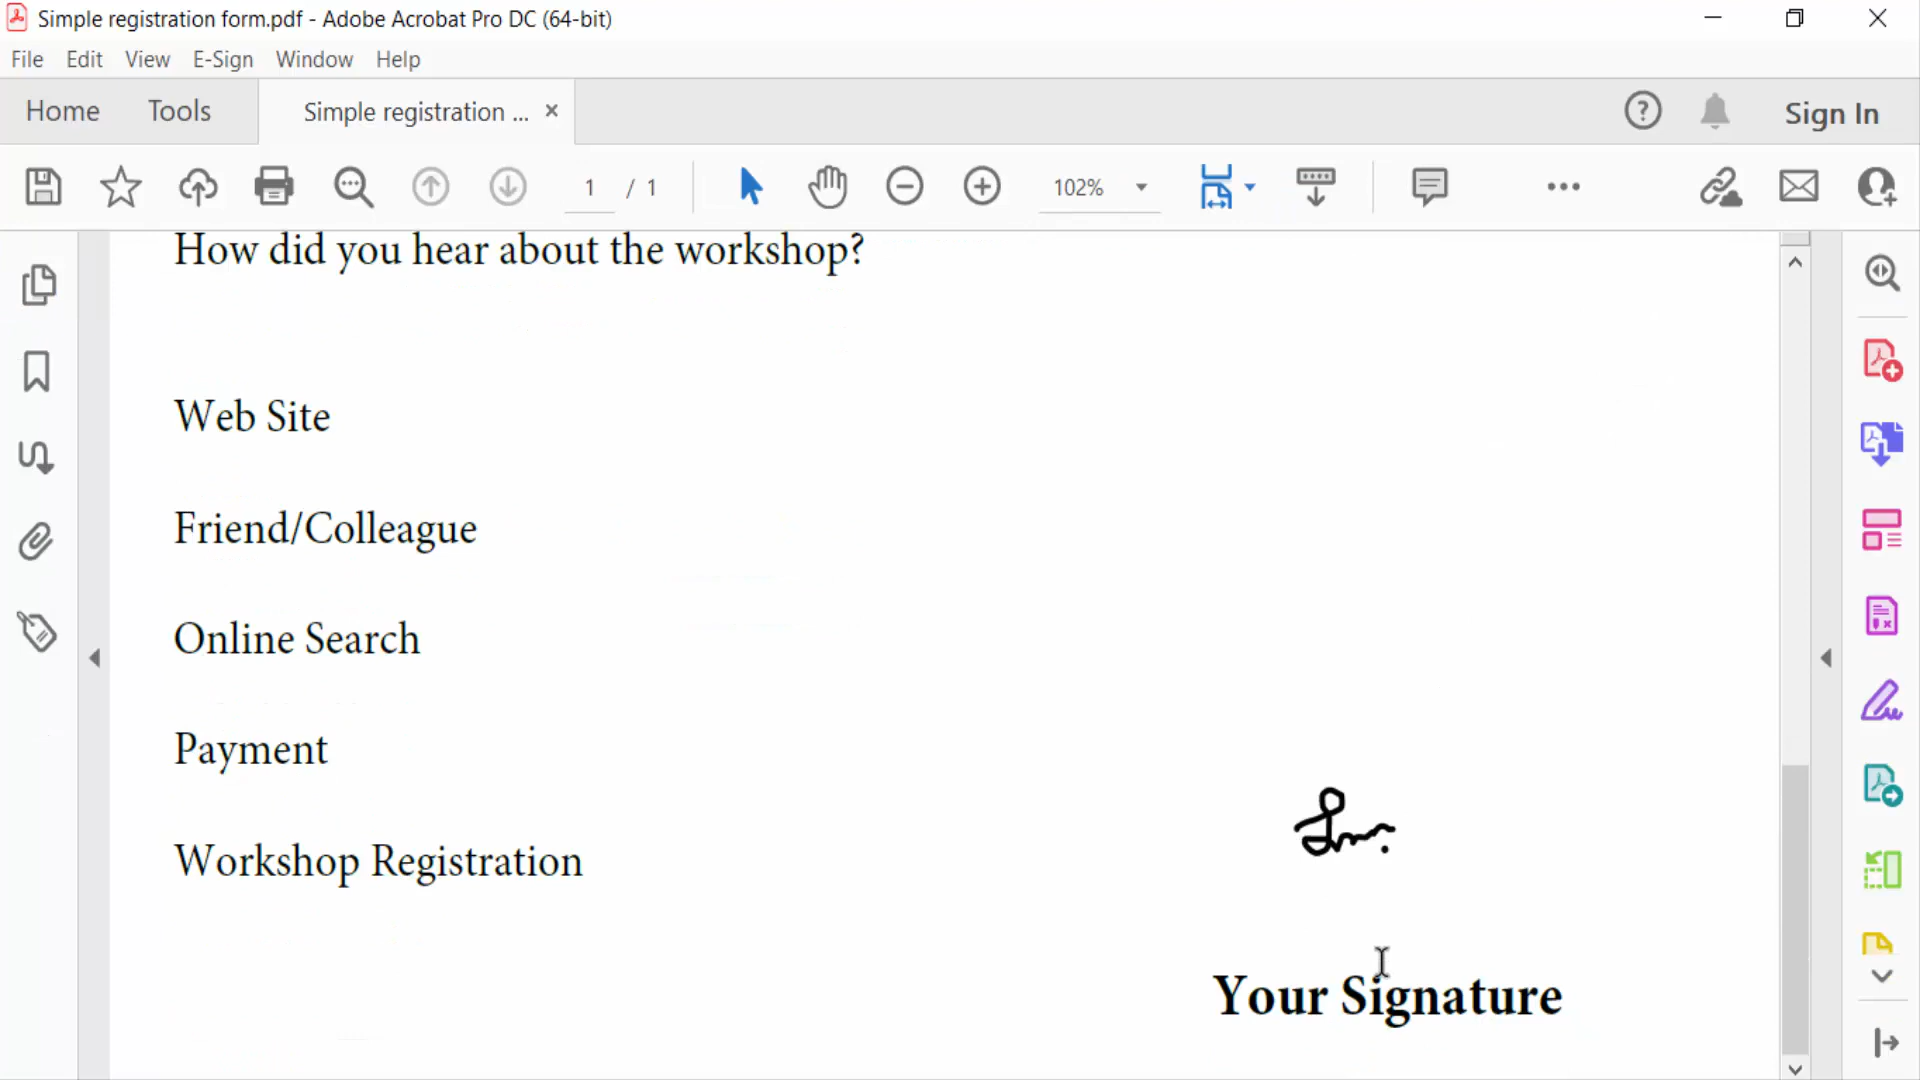 Simple registration form.pdf - Adobe Acrobat Pro DC (64-bit)
File Edit View E-Sign Window Help
Home Tools Simple registration ... × Sign In
1 / 1 102%
How did you hear about the workshop?
Web Site
Friend/Colleague
Online Search
Payment
Workshop Registration
Your Signature